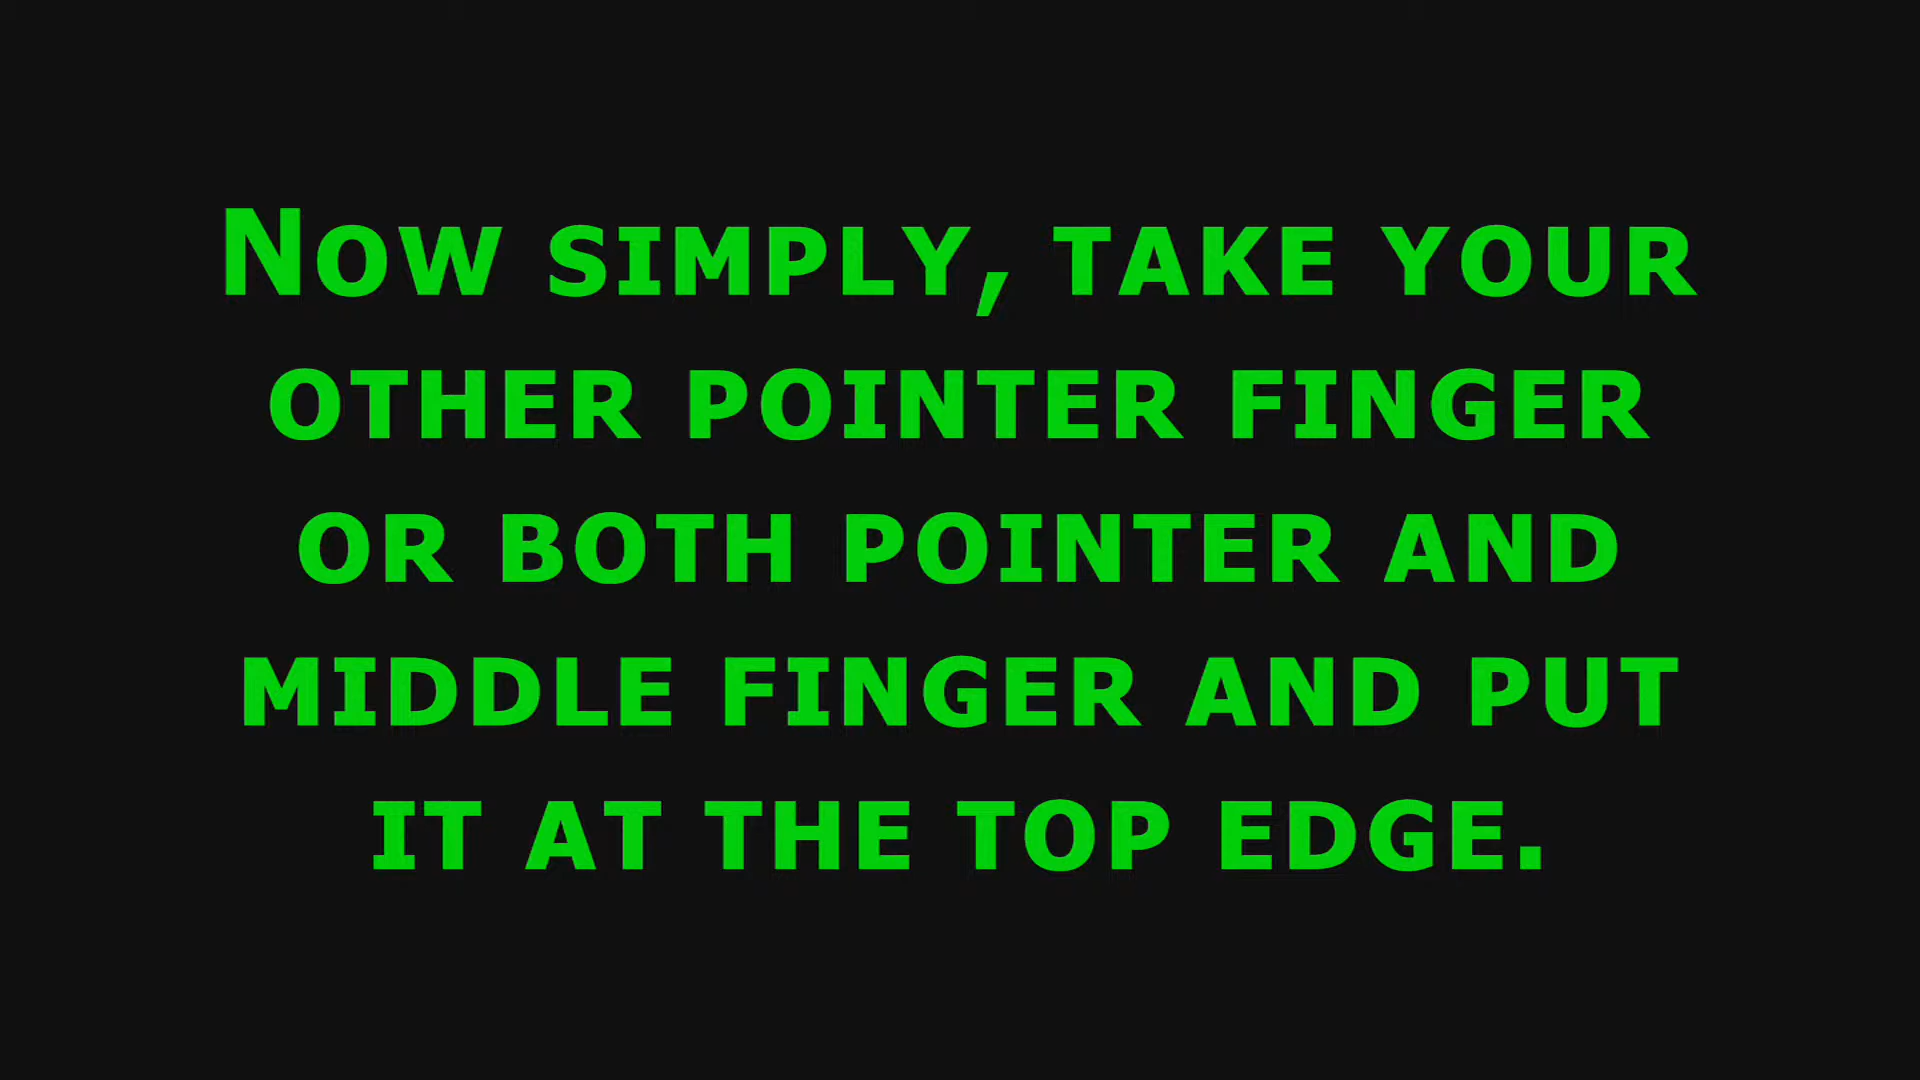 Now simply, take your
other pointer finger
or both pointer and
middle finger and put
it at the top edge.